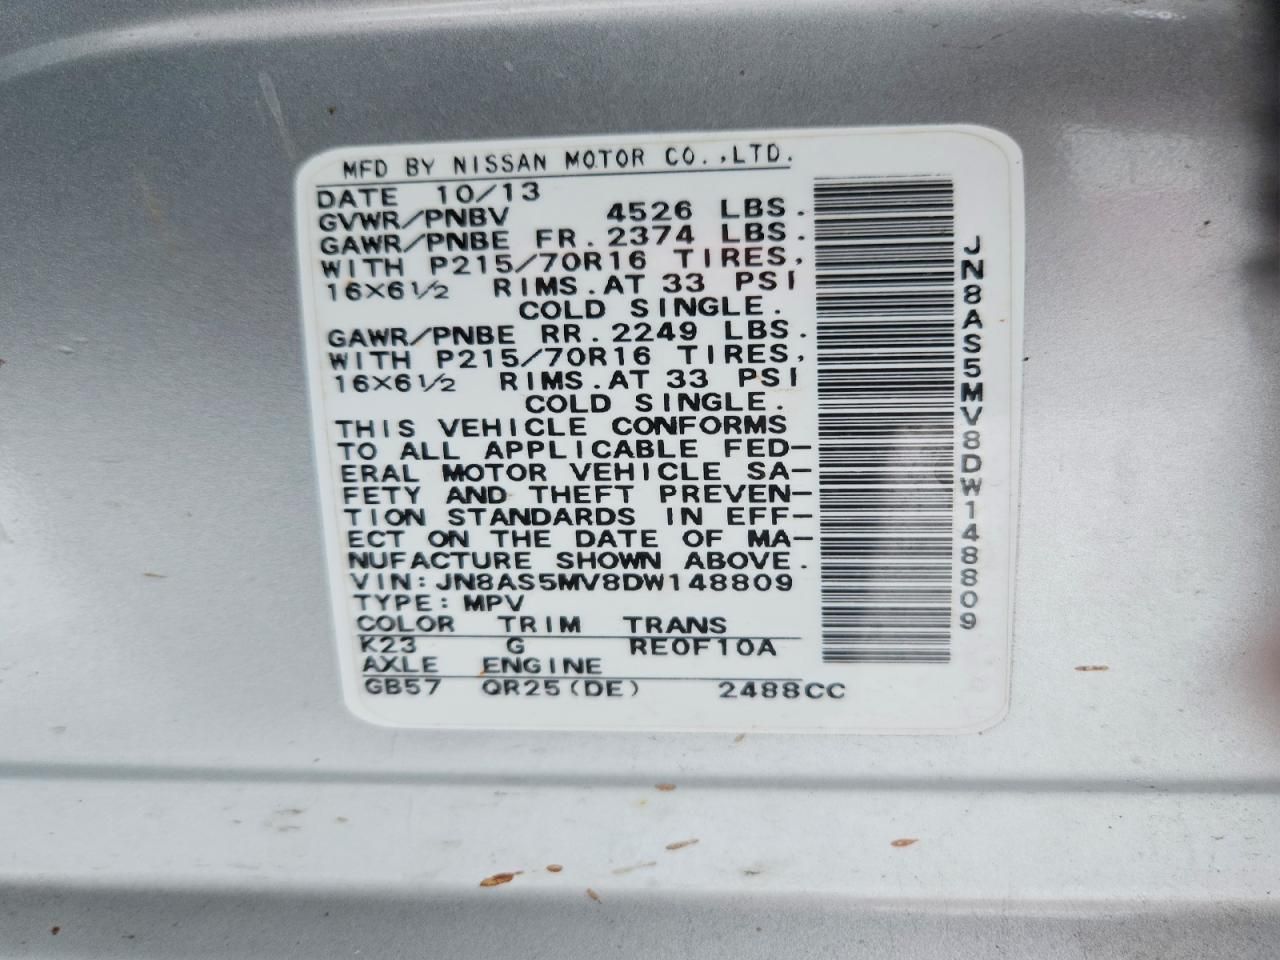 MFD BY NISSAN MOTOR CO.,LTD.
DATE 10/13
GVWR/PNBV 4526 LBS.
GAWR/PNBE FR. 2374 LBS.
WITH P215/70R16 TIRES,
16×6 1/2 RIMS.AT 33 PSI
COLD SINGLE.
GAWR/PNBE RR. 2249 LBS.
WITH P215/70R16 TIRES,
16×6 1/2 RIMS.AT 33 PSI
COLD SINGLE.
THIS VEHICLE CONFORMS
TO ALL APPLICABLE FED-
ERAL MOTOR VEHICLE SA-
FETY AND THEFT PREVEN-
TION STANDARDS IN EFF-
ECT ON THE DATE OF MA-
NUFACTURE SHOWN ABOVE.
VIN: JN8AS5MV8DW148809
TYPE: MPV
COLOR TRIM TRANS
K23 G RE0F10A
AXLE ENGINE
GB57 QR25(DE) 2488CC
JN8AS5MV8DW148809